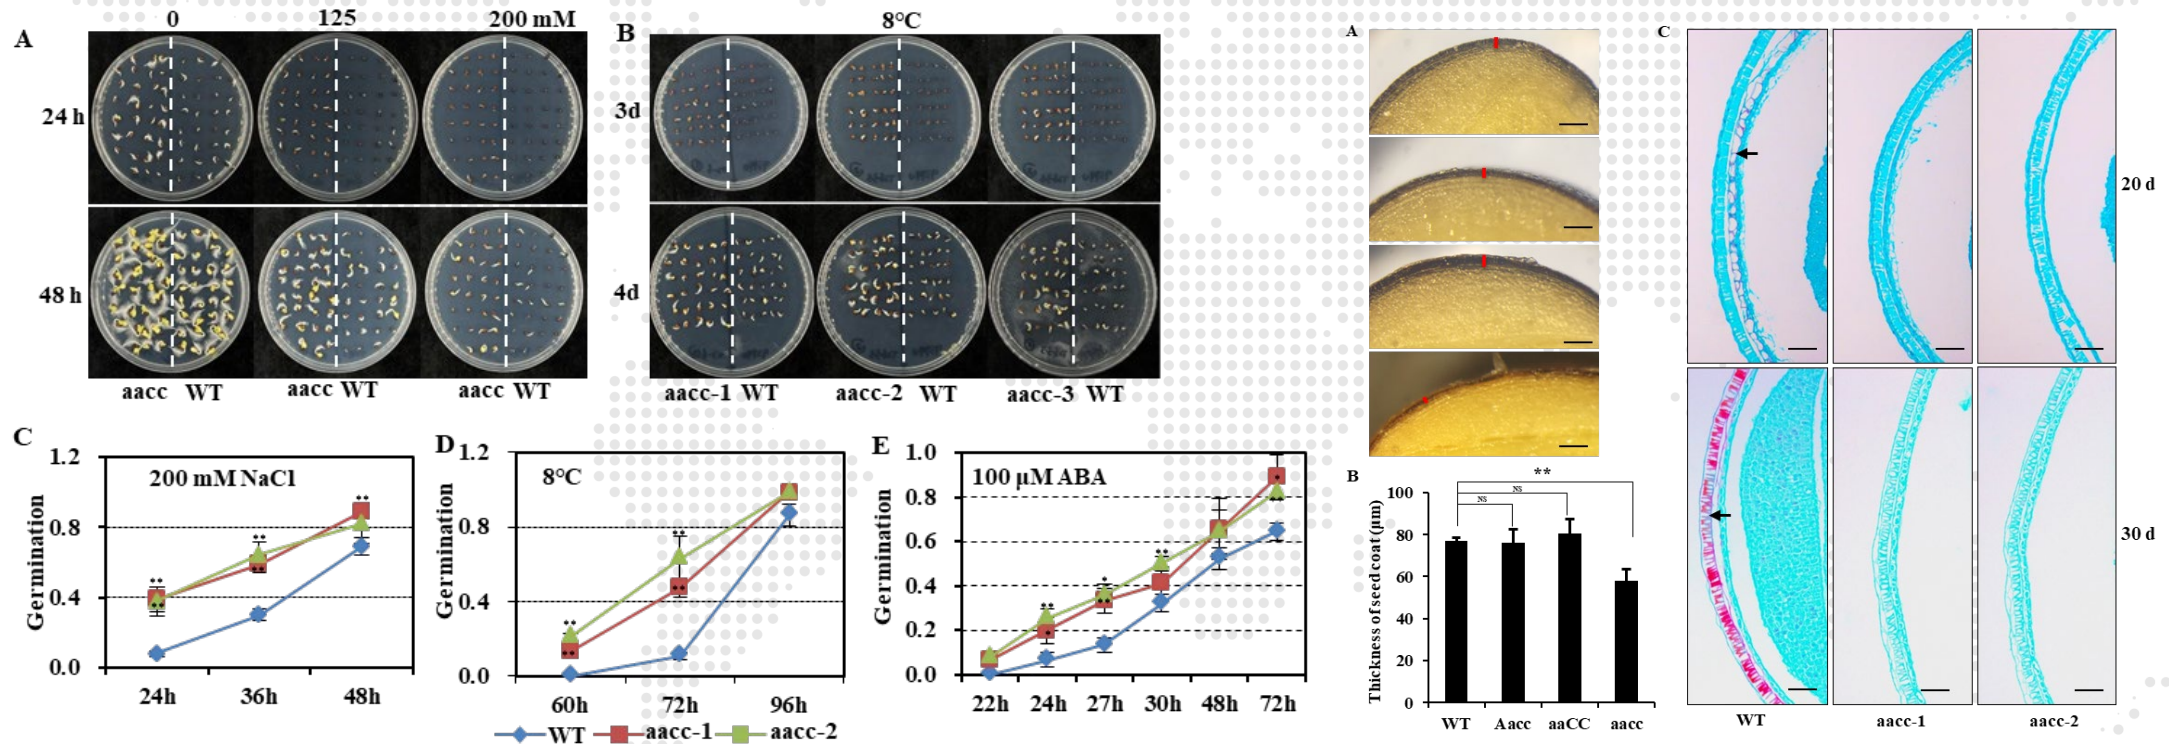 0 125 200 mM
A
24 h
48 h
aacc WT aacc WT aacc WT
B
8°C
3d
4d
aacc-1 WT aacc-2 WT aacc-3 WT
C
200 mM NaCl
Germination
1.2
0.8
0.4
0.0
24h 36h 48h
** ** **
** **
D
8°C
Germination
1.2
0.8
0.4
0.0
60h 72h 96h
** **
** **
E
100 µM ABA
Germination
1.0
0.8
0.6
0.4
0.2
0.0
22h 24h 27h 30h 48h 72h
** * ** *
* ** **
WT aacc-1 aacc-2
A
B
**
NS
NS
Thickness of seed coat (µm)
100
80
60
40
20
0
WT Aacc aaCC aacc
C
20 d
30 d
WT aacc-1 aacc-2